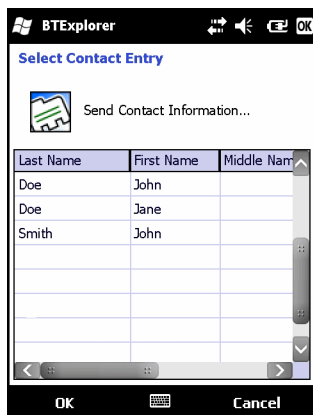 BTExplorer OK
Select Contact Entry
Send Contact Information...
Last Name First Name Middle Nam
Doe John
Doe Jane
Smith John
OK Cancel